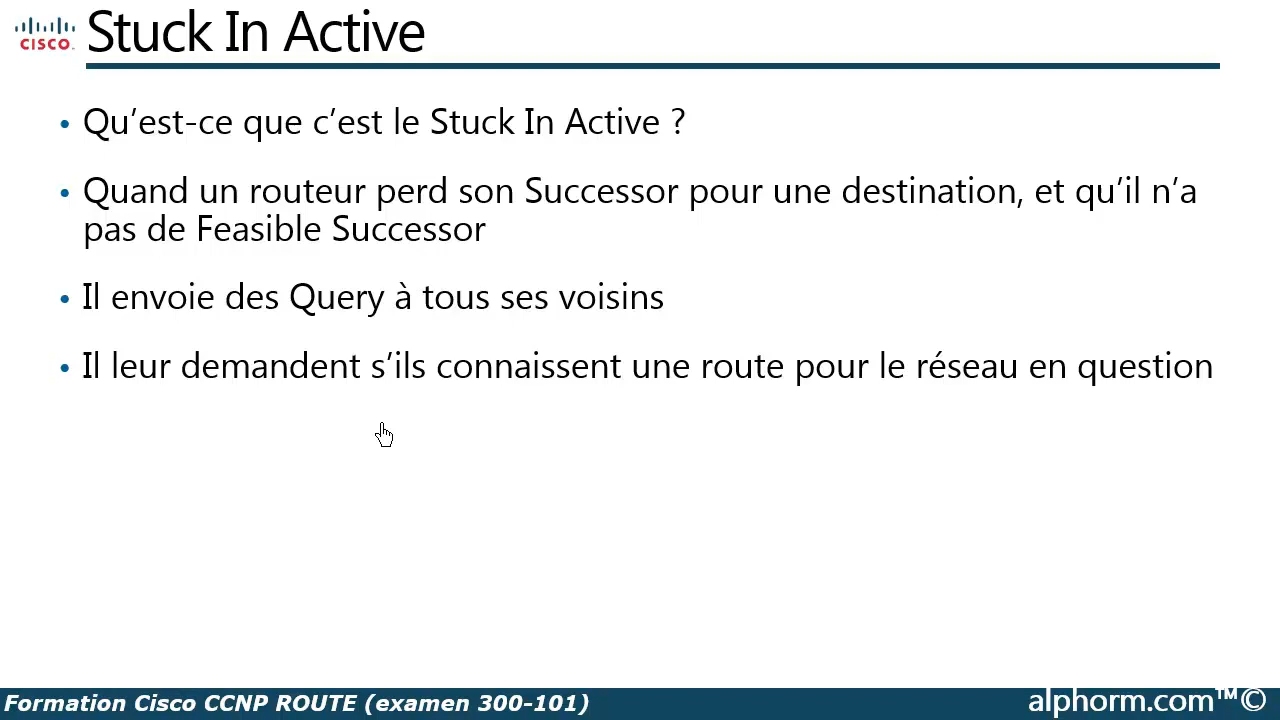 CISCO
Stuck In Active
• Qu’est-ce que c’est le Stuck In Active ?
• Quand un routeur perd son Successor pour une destination, et qu’il n’a
pas de Feasible Successor
• Il envoie des Query à tous ses voisins
• Il leur demandent s’ils connaissent une route pour le réseau en question
Formation Cisco CCNP ROUTE (examen 300-101)
alphorm.com™©